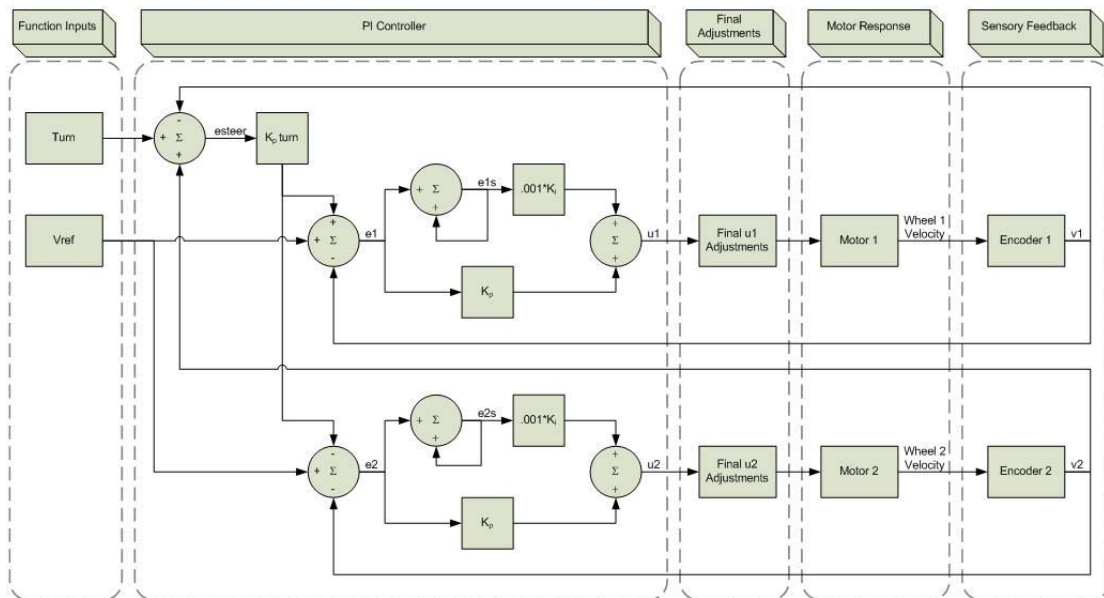 Function Inputs
PI Controller
Final
Adjustments
Motor Response
Sensory Feedback
Turn
-
+ Σ
+
esteer
Kₚ turn
Vref
+
+ Σ
-
e1
+ Σ
+
e1s
.001*Kᵢ
Kₚ
+
Σ
+
u1
Final u1
Adjustments
Motor 1
Wheel 1
Velocity
Encoder 1
v1
-
+ Σ
-
e2
+ Σ
+
e2s
.001*Kᵢ
Kₚ
+
Σ
+
u2
Final u2
Adjustments
Motor 2
Wheel 2
Velocity
Encoder 2
v2